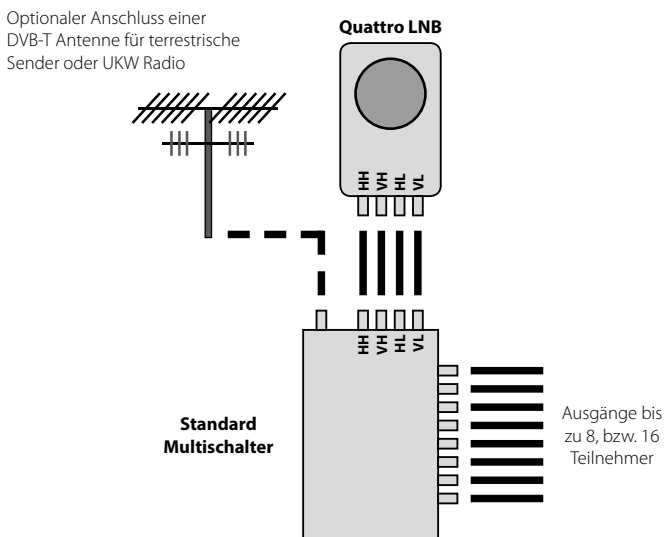 Optionaler Anschluss einer
DVB-T Antenne für terrestrische
Sender oder UKW Radio
Quattro LNB
HH VH HL VL
HH VH HL VL
Standard
Multischalter
Ausgänge bis
zu 8, bzw. 16
Teilnehmer